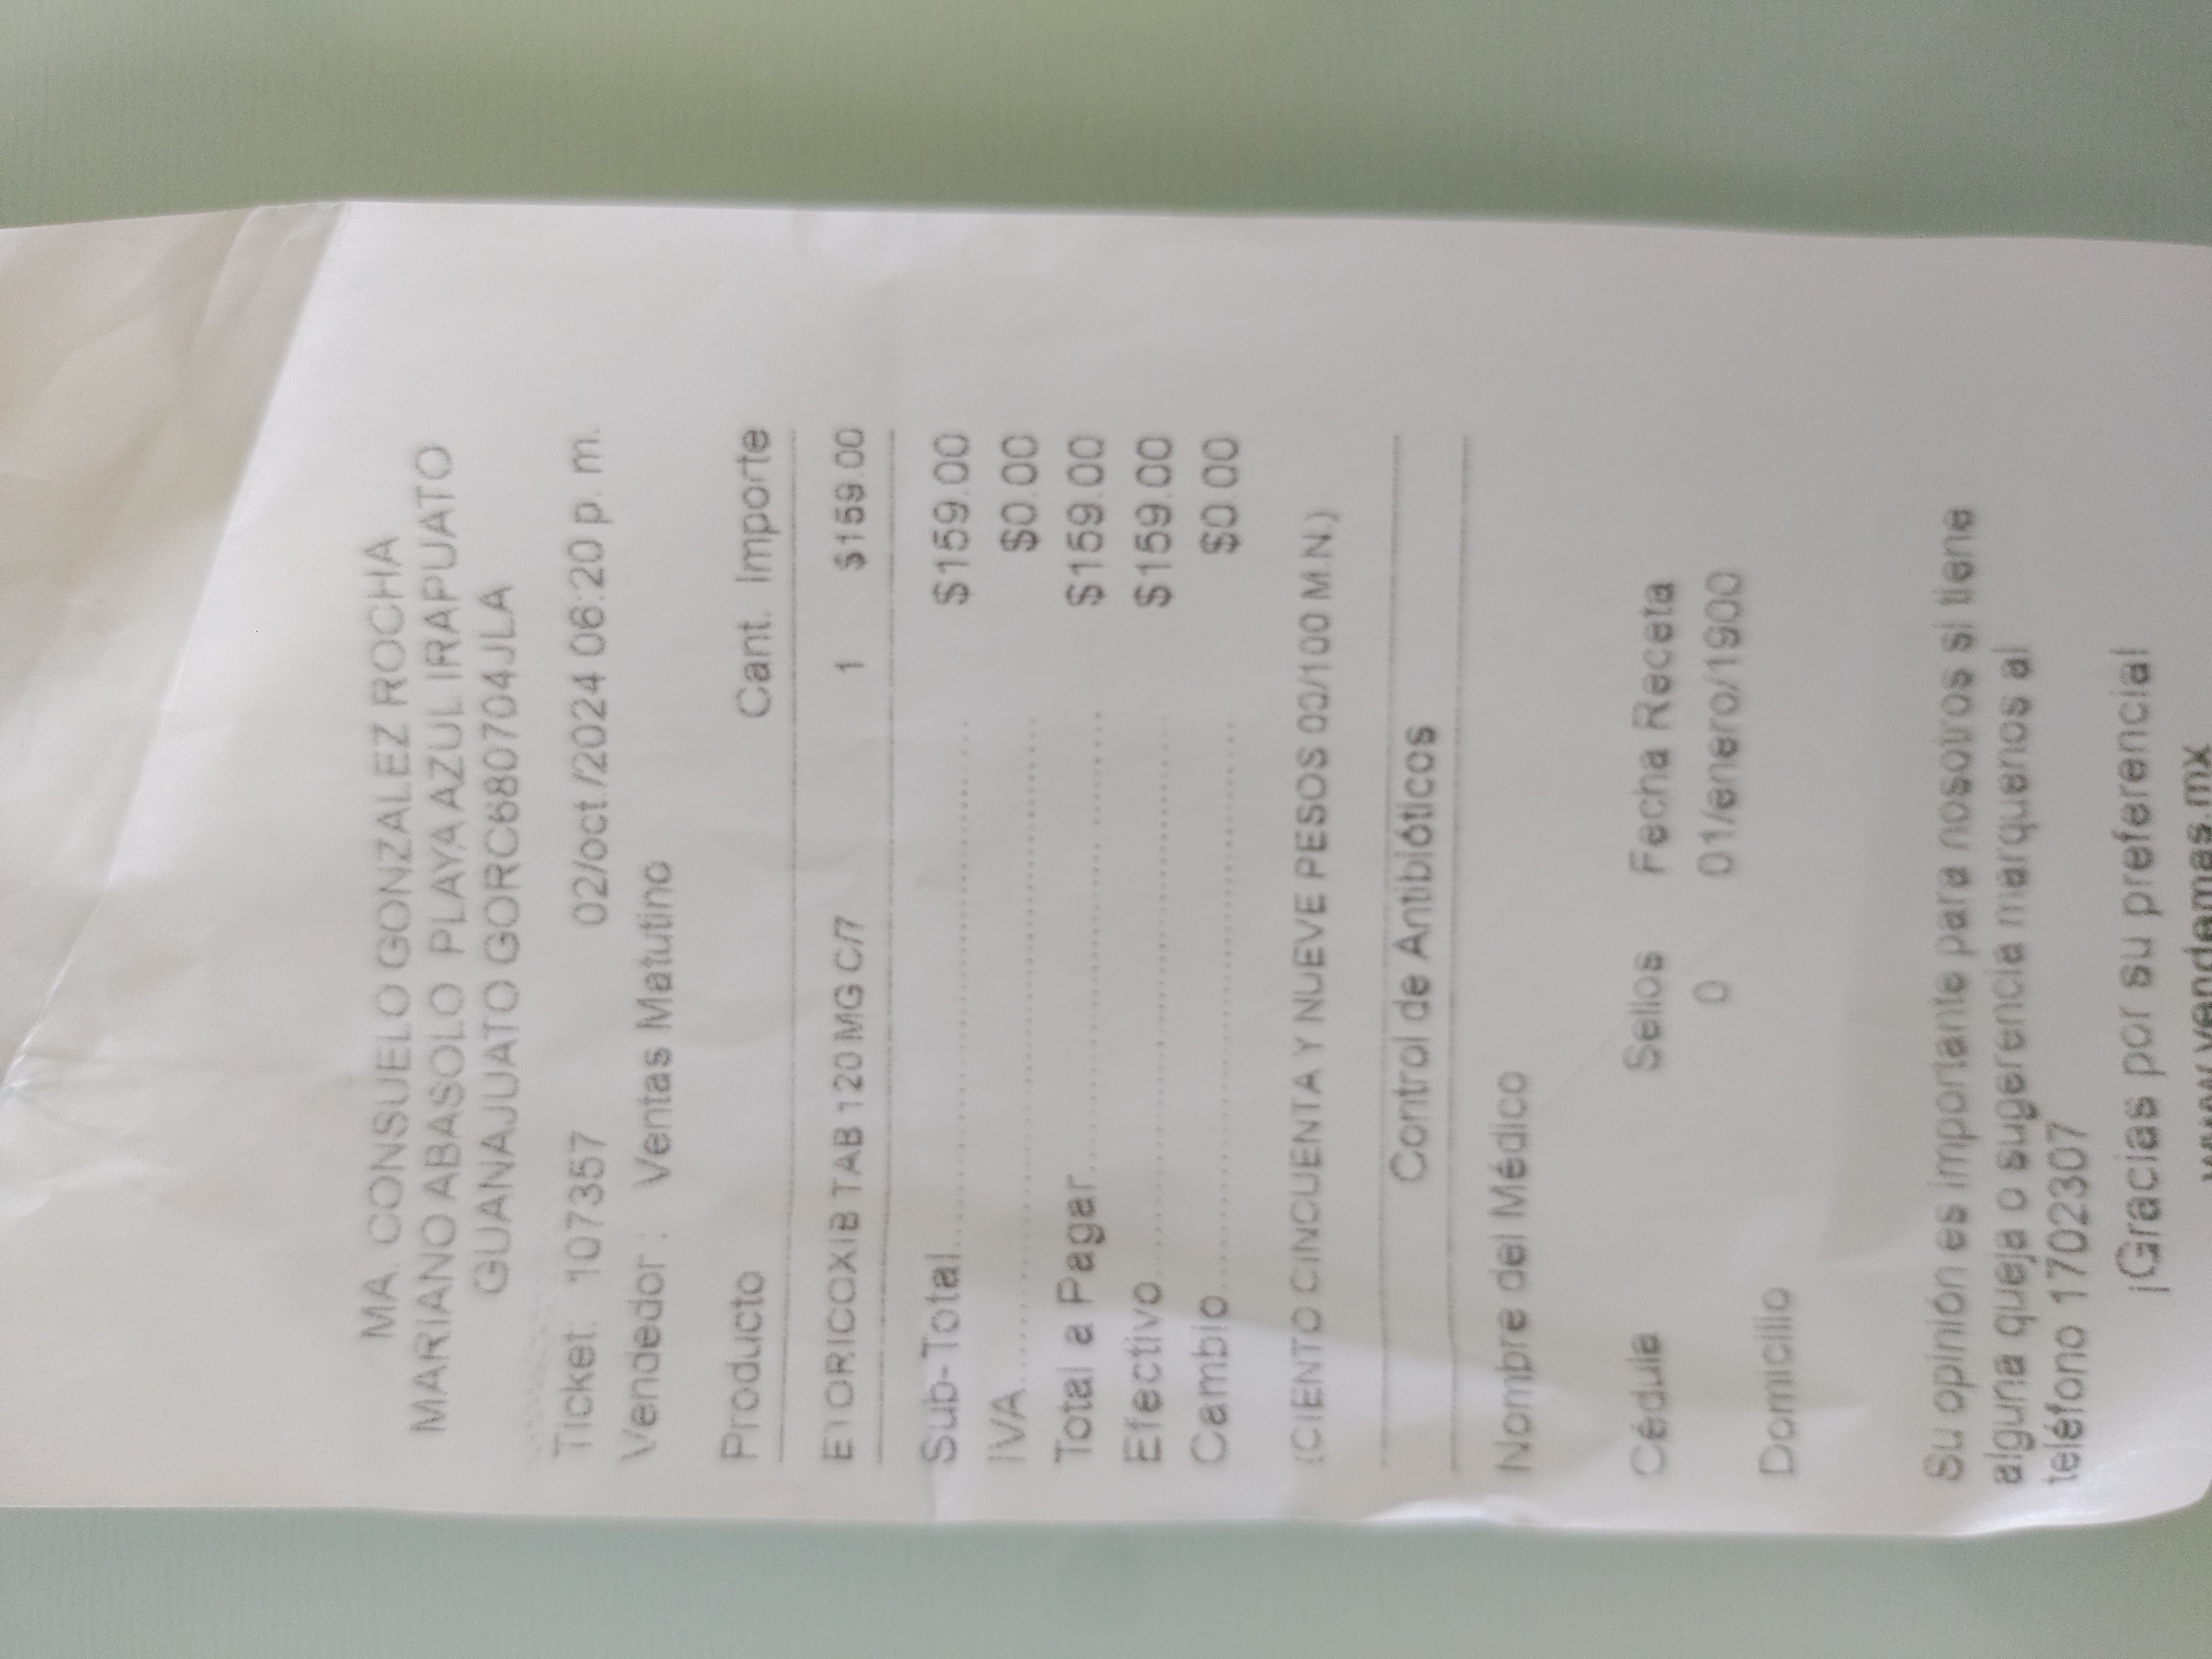 MA. CONSUELO GONZALEZ ROCHA
MARIANO ABASOLO PLAYA AZUL IRAPUATO
GUANAJUATO GORC680704JLA
Ticket: 107357 02/oct./2024 06:20 p. m.
Vendedor : Ventas Matutino
Producto Cant. Importe
ETORICOXIB TAB 120 MG C/7 1 $159.00
Sub-Total..................... $159.00
IVA..................... $0.00
Total a Pagar..................... $159.00
Efectivo..................... $159.00
Cambio..................... $0.00
(CIENTO CINCUENTA Y NUEVE PESOS 00/100 M.N.)
Control de Antibióticos
Nombre del Médico
Cédula Sellos Fecha Receta
0 01/enero/1900
Domicilio
Su opinión es importante para nosotros si tiene
alguna queja o sugerencia marquenos al
teléfono 1702307
¡Gracias por su preferencia!
www.vendamas.mx